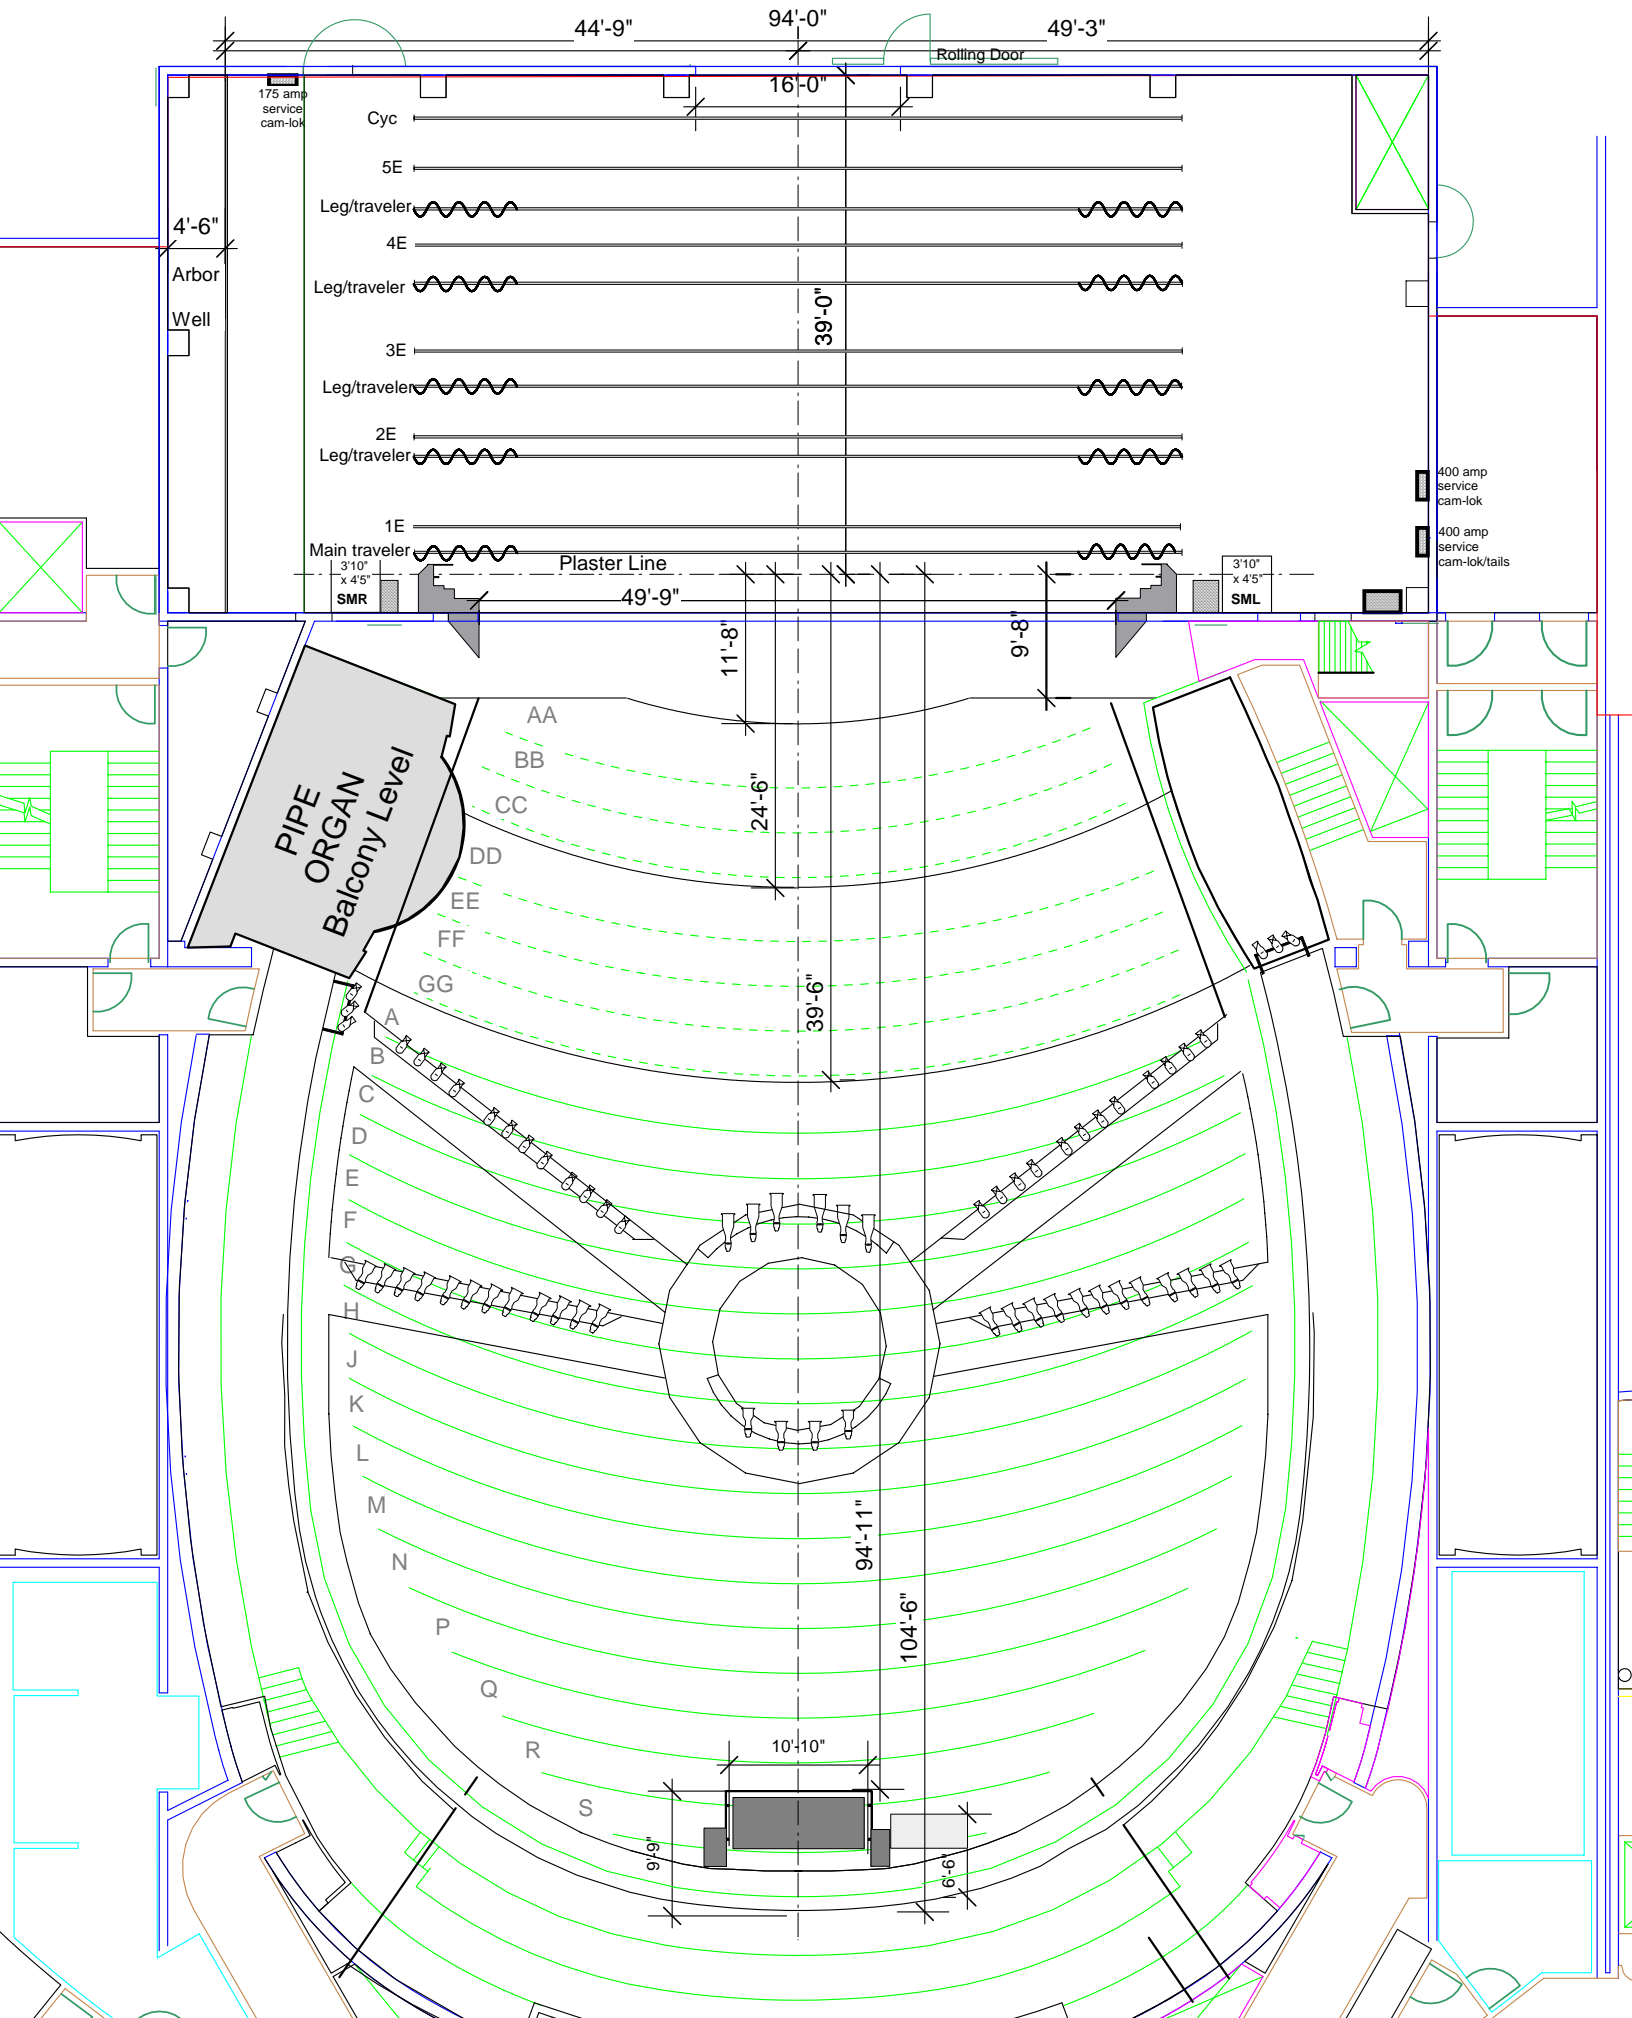 44'-9"
94'-0"
49'-3"
Rolling Door
16'-0"
175 amp
service
cam-lok
Cyc
5E
Leg/traveler
4'-6"
4E
Arbor
Leg/traveler
39'-0"
Well
3E
Leg/traveler
2E
Leg/traveler
400 amp
service
cam-lok
1E
400 amp
service
cam-lok/tails
Main traveler
Plaster Line
3'10"
x 4'5"
SMR
3'10"
x 4'5"
SML
49'-9"
11'-8"
9'-8"
AA
BB
CC
24'-6"
PIPE
ORGAN
Balcony Level
DD
EE
FF
GG
39'-6"
A
B
C
D
E
F
G
H
J
K
L
M
94'-11"
N
P
104'-6"
Q
R
10'-10"
S
9'-9"
6'-6"